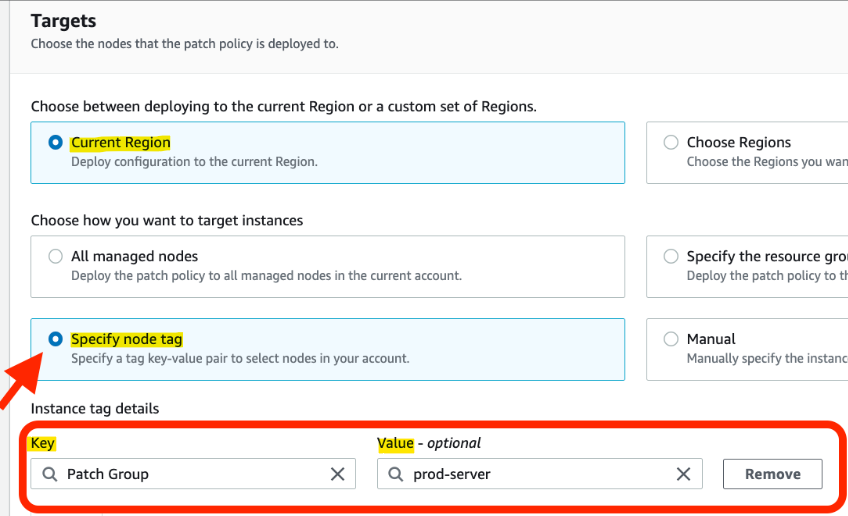 Targets
Choose the nodes that the patch policy is deployed to.
Choose between deploying to the current Region or a custom set of Regions.
Current Region
Deploy configuration to the current Region.
Choose Regions
Choose the Regions you
Choose how you want to target instances
All managed nodes
Deploy the patch policy to all managed nodes in the current account.
Specify the resource
Deploy the patch policy to
Specify node tag
Specify a tag key-value pair to select nodes in your account.
Manual
Manually specify the
Instance tag details
Key
Value - optional
Patch Group
prod-server
Remove